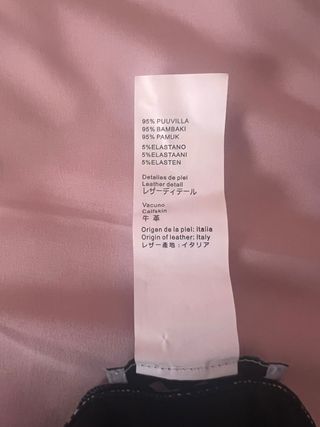 95% PUUVILLA
95% BAMBAKI
95% PAMUK
5%ELASTANO
5%ELASTAANI
5%ELASTEN
Detalles de piel
Leather detail
レザーディテール
Vacuno
Calfskin
牛 革
Origen de la piel: Italia
Origin of leather: Italy
レザー產地：イタリア